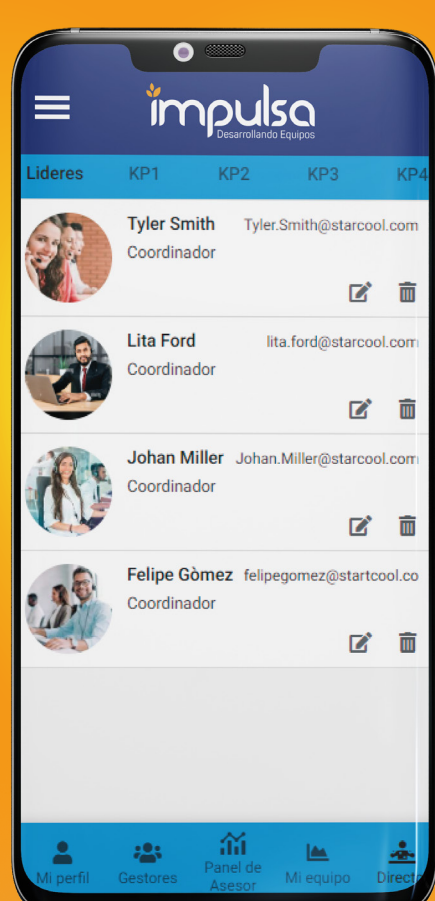 impulsa
Desarrollando Equipos
Lideres KP1 KP2 KP3 KP4
Tyler Smith Tyler.Smith@starcool.com
Coordinador
Lita Ford lita.ford@starcool.com
Coordinador
Johan Miller Johan.Miller@starcool.com
Coordinador
Felipe Gòmez felipegomez@startcool.co
Coordinador
Mi perfil Gestores Panel de Asesor Mi equipo Directo